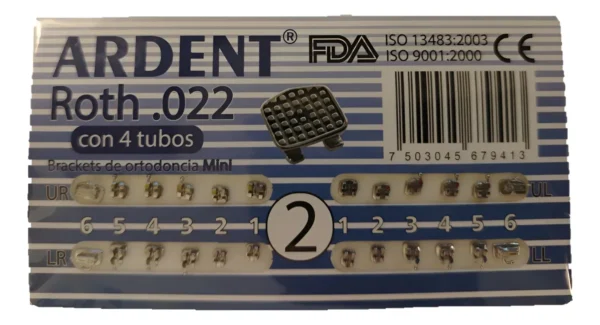 ARDENT®
FDA ISO 13483:2003 CE
ISO 9001:2000
Roth .022
con 4 tubos
7 503045 679413
Brackets de ortodoncia Mini
UR UL
6 5 4 3 2 1 2 1 2 3 4 5 6
LR LL